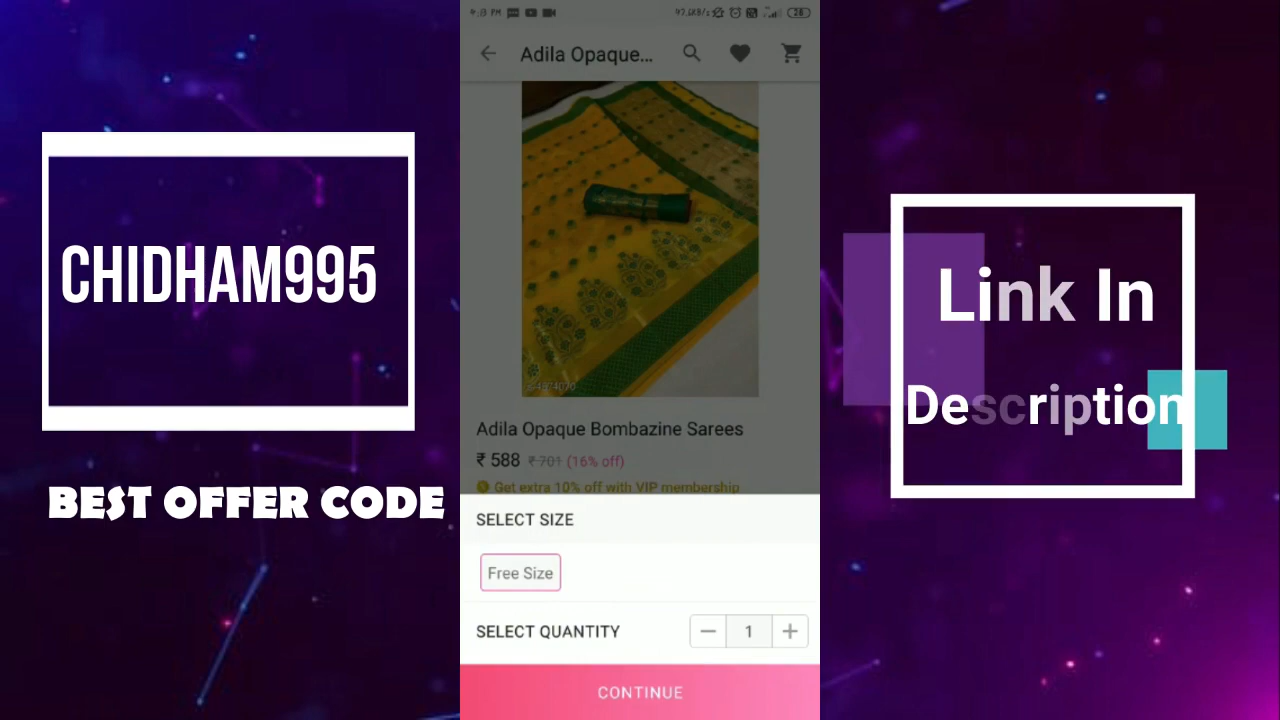 CHIDHAM995
BEST OFFER CODE
Adila Opaque...
Adila Opaque Bombazine Sarees
₹ 588 ₹ 701 (16% off)
Get extra 10% off with VIP membership
SELECT SIZE
Free Size
SELECT QUANTITY
1
CONTINUE
Link In
Description